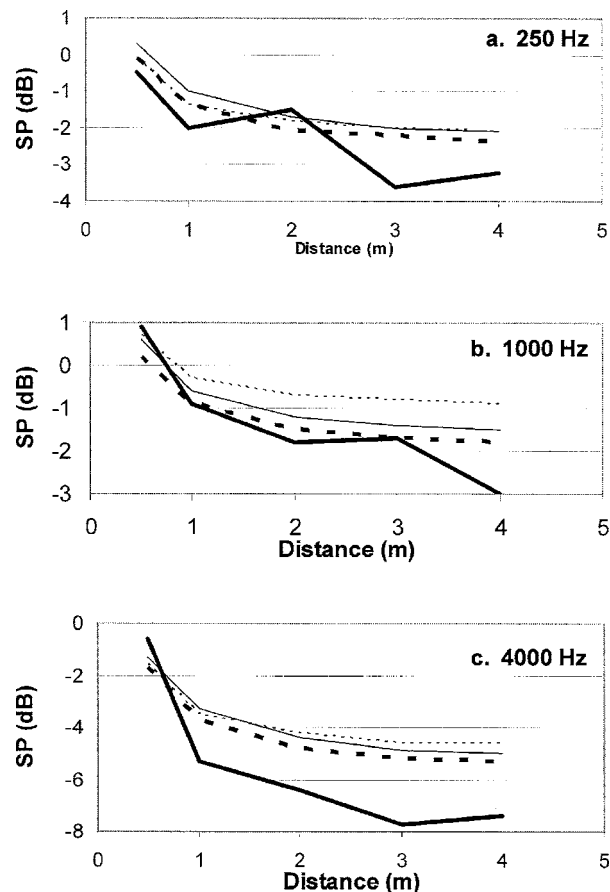 a. 250 Hz
SP (dB)
1
0
-1
-2
-3
-4
0 1 2 3 4 5
Distance (m)
b. 1000 Hz
SP (dB)
1
0
-1
-2
-3
0 1 2 3 4 5
Distance (m)
c. 4000 Hz
SP (dB)
0
-2
-4
-6
-8
0 1 2 3 4 5
Distance (m)